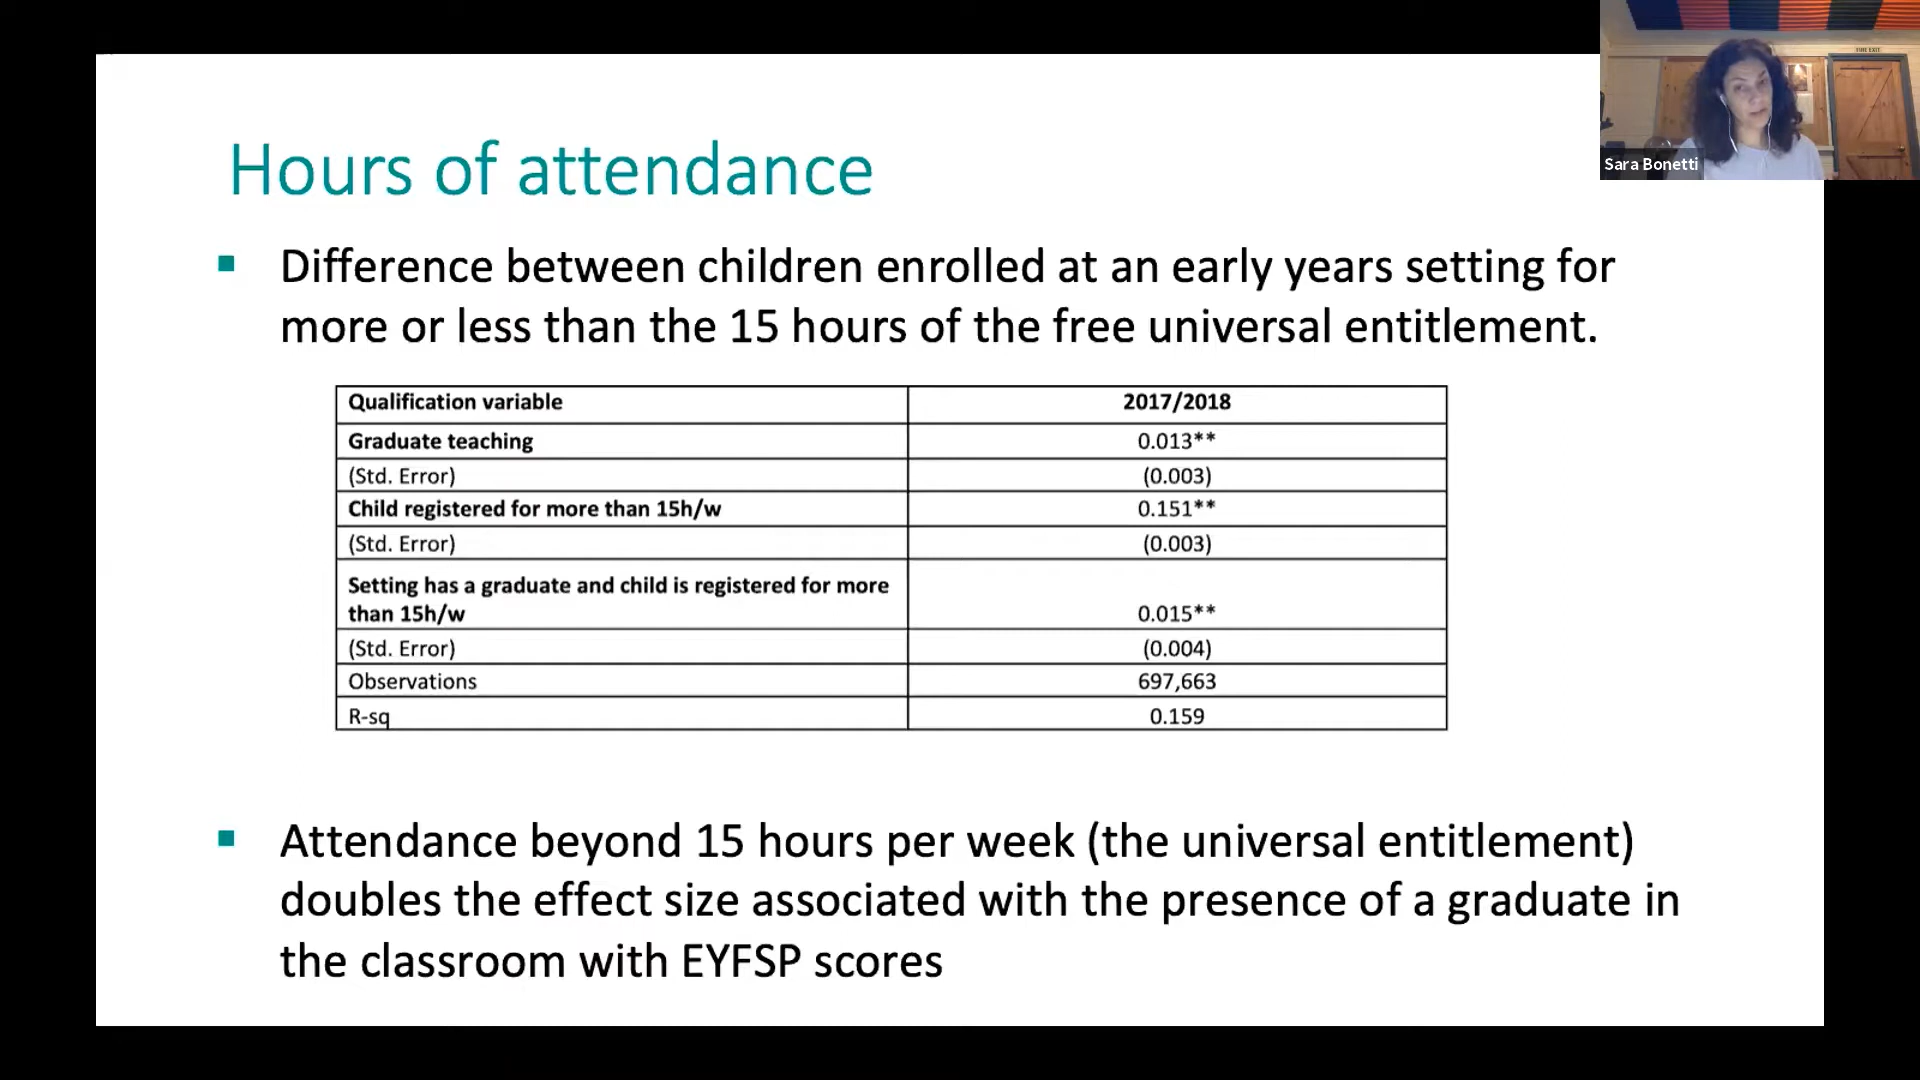 FIRE EXIT
Sara Bonetti
Hours of attendance
Difference between children enrolled at an early years setting for
more or less than the 15 hours of the free universal entitlement.
Qualification variable 2017/2018
Graduate teaching 0.013**
(Std. Error) (0.003)
Child registered for more than 15h/w 0.151**
(Std. Error) (0.003)
Setting has a graduate and child is registered for more
than 15h/w 0.015**
(Std. Error) (0.004)
Observations 697,663
R-sq 0.159
Attendance beyond 15 hours per week (the universal entitlement)
doubles the effect size associated with the presence of a graduate in
the classroom with EYFSP scores